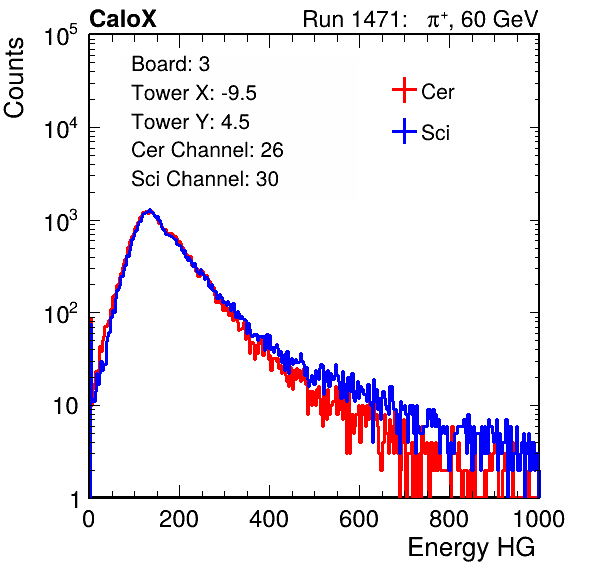 CaloX Run 1471: π⁺, 60 GeV
Counts
Board: 3
Tower X: -9.5
Tower Y: 4.5
Cer Channel: 26
Sci Channel: 30
Cer
Sci
10⁵
10⁴
10³
10²
10
1
0 200 400 600 800 1000
Energy HG